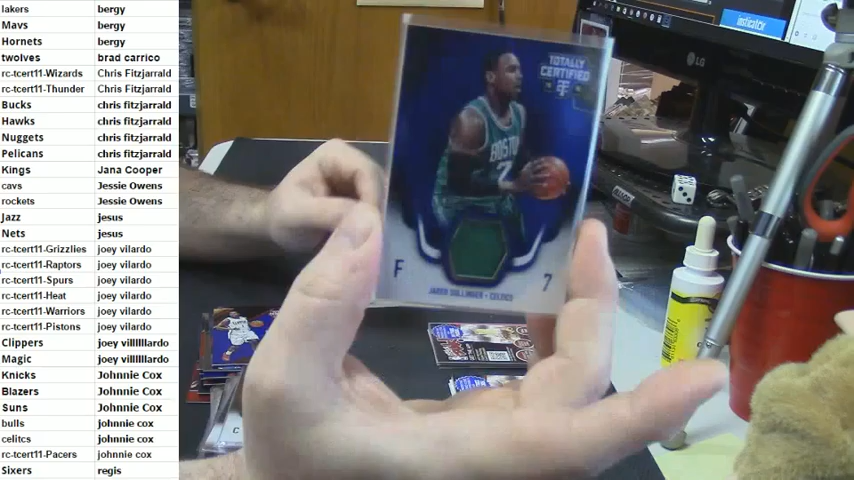 lakers bergy
Mavs bergy
Hornets bergy
twolves brad carrico
rc-tcert11-Wizards Chris Fitzjarrald
rc-tcert11-Thunder Chris Fitzjarrald
Bucks chris fitzjarrald
Hawks chris fitzjarrald
Nuggets chris fitzjarrald
Pelicans chris fitzjarrald
Kings Jana Cooper
cavs Jessie Owens
rockets Jessie Owens
Jazz jesus
Nets jesus
rc-tcert11-Grizzlies joey vilardo
rc-tcert11-Raptors joey vilardo
rc-tcert11-Spurs joey vilardo
rc-tcert11-Heat joey vilardo
rc-tcert11-Warriors joey vilardo
rc-tcert11-Pistons joey vilardo
Clippers joey villlllllardo
Magic joey villlllllardo
Knicks Johnnie Cox
Blazers Johnnie Cox
Suns Johnnie Cox
bulls johnnie cox
celitcs johnnie cox
rc-tcert11-Pacers johnnie cox
Sixers regis
TOTALLY
CERTIFIED
BOSTON
7
F 7
JARED SULLINGER • CELTICS
LG